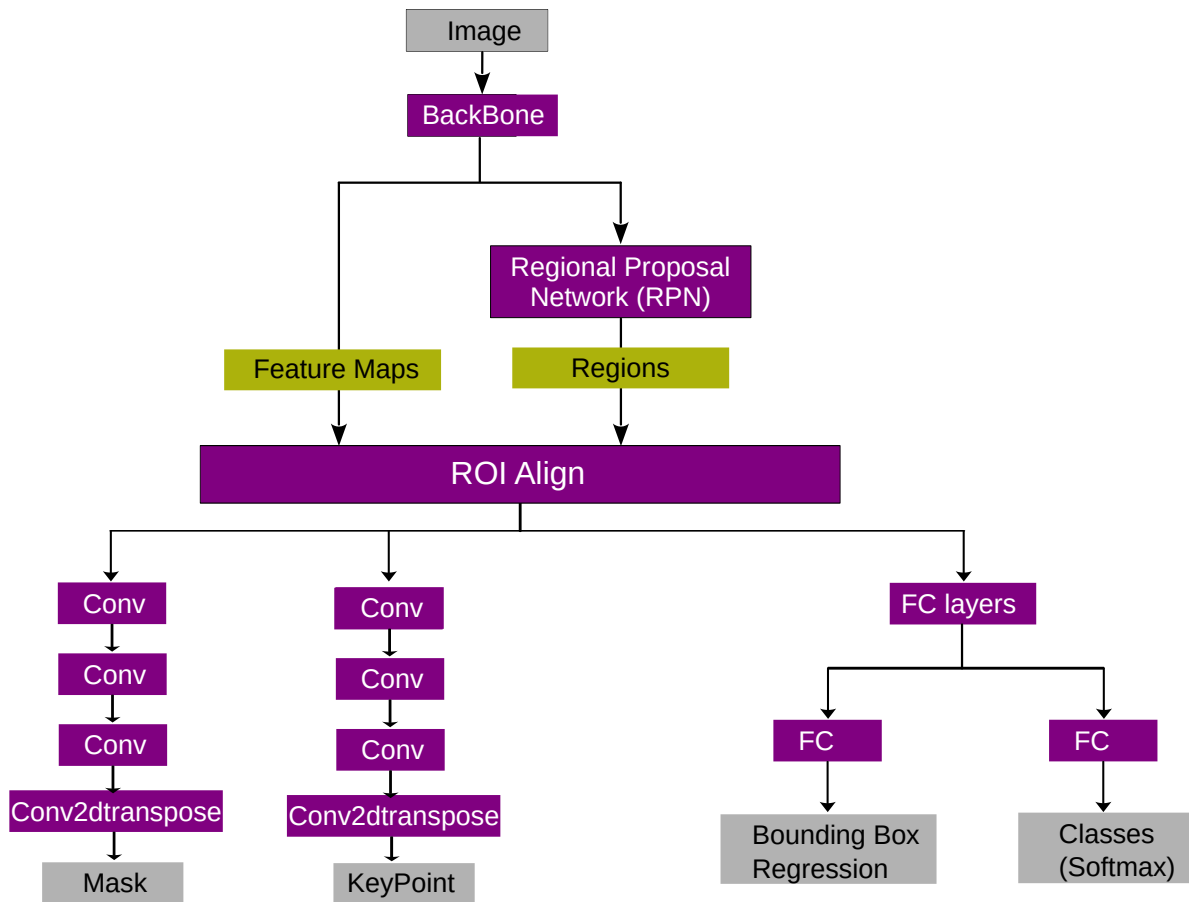 Image
BackBone
Regional Proposal
Network (RPN)
Feature Maps
Regions
ROI Align
Conv
Conv
Conv
Conv2dtranspose
Mask
Conv
Conv
Conv
Conv2dtranspose
KeyPoint
FC layers
FC
Bounding Box
Regression
FC
Classes
(Softmax)